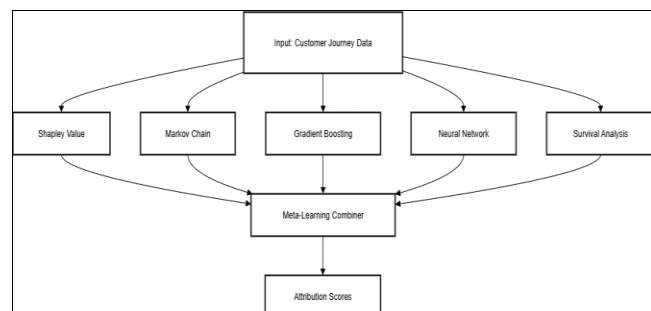 Input: Customer Journey Data
Shapley Value
Markov Chain
Gradient Boosting
Neural Network
Survival Analysis
Meta-Learning Combiner
Attribution Scores